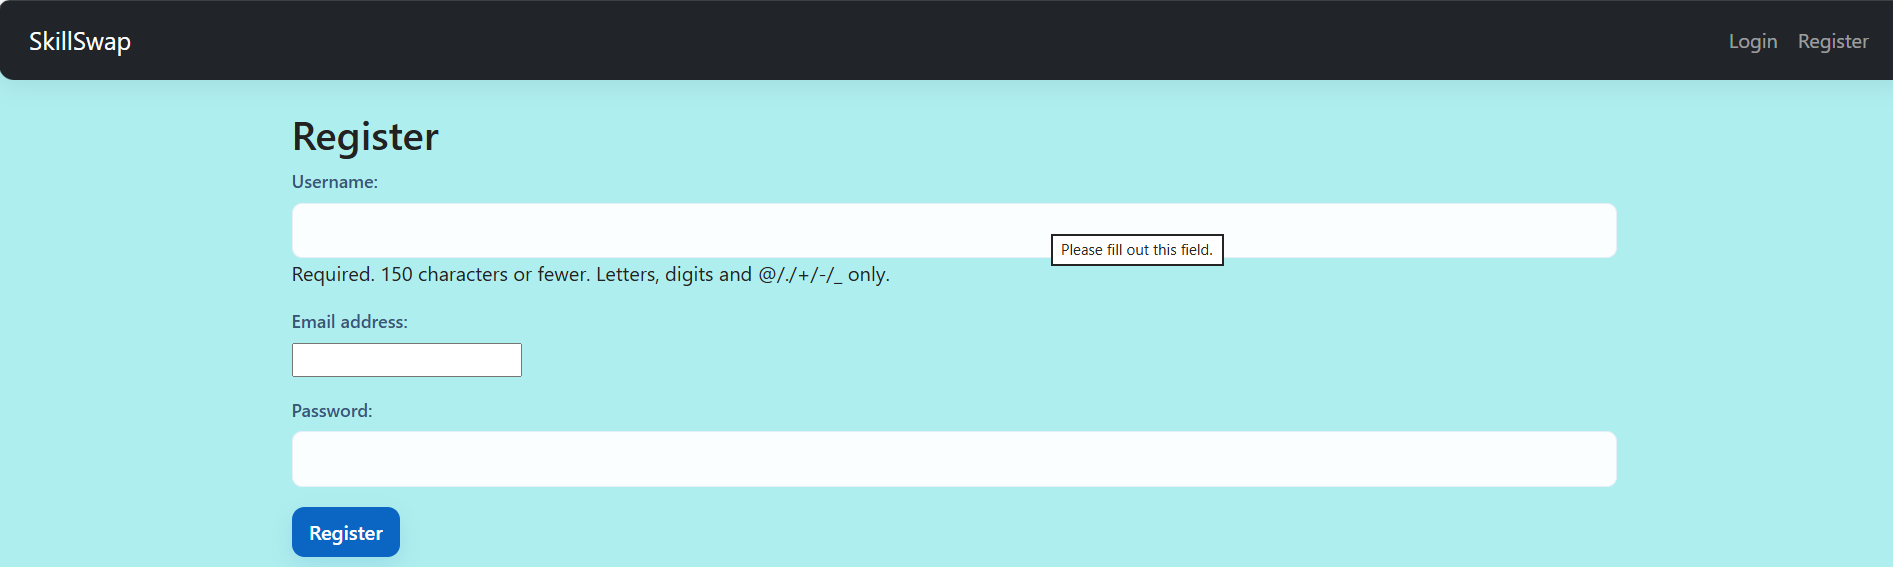 SkillSwap
Login Register
Register
Username:
Please fill out this field.
Required. 150 characters or fewer. Letters, digits and @/./+/-/_ only.
Email address:
Password:
Register